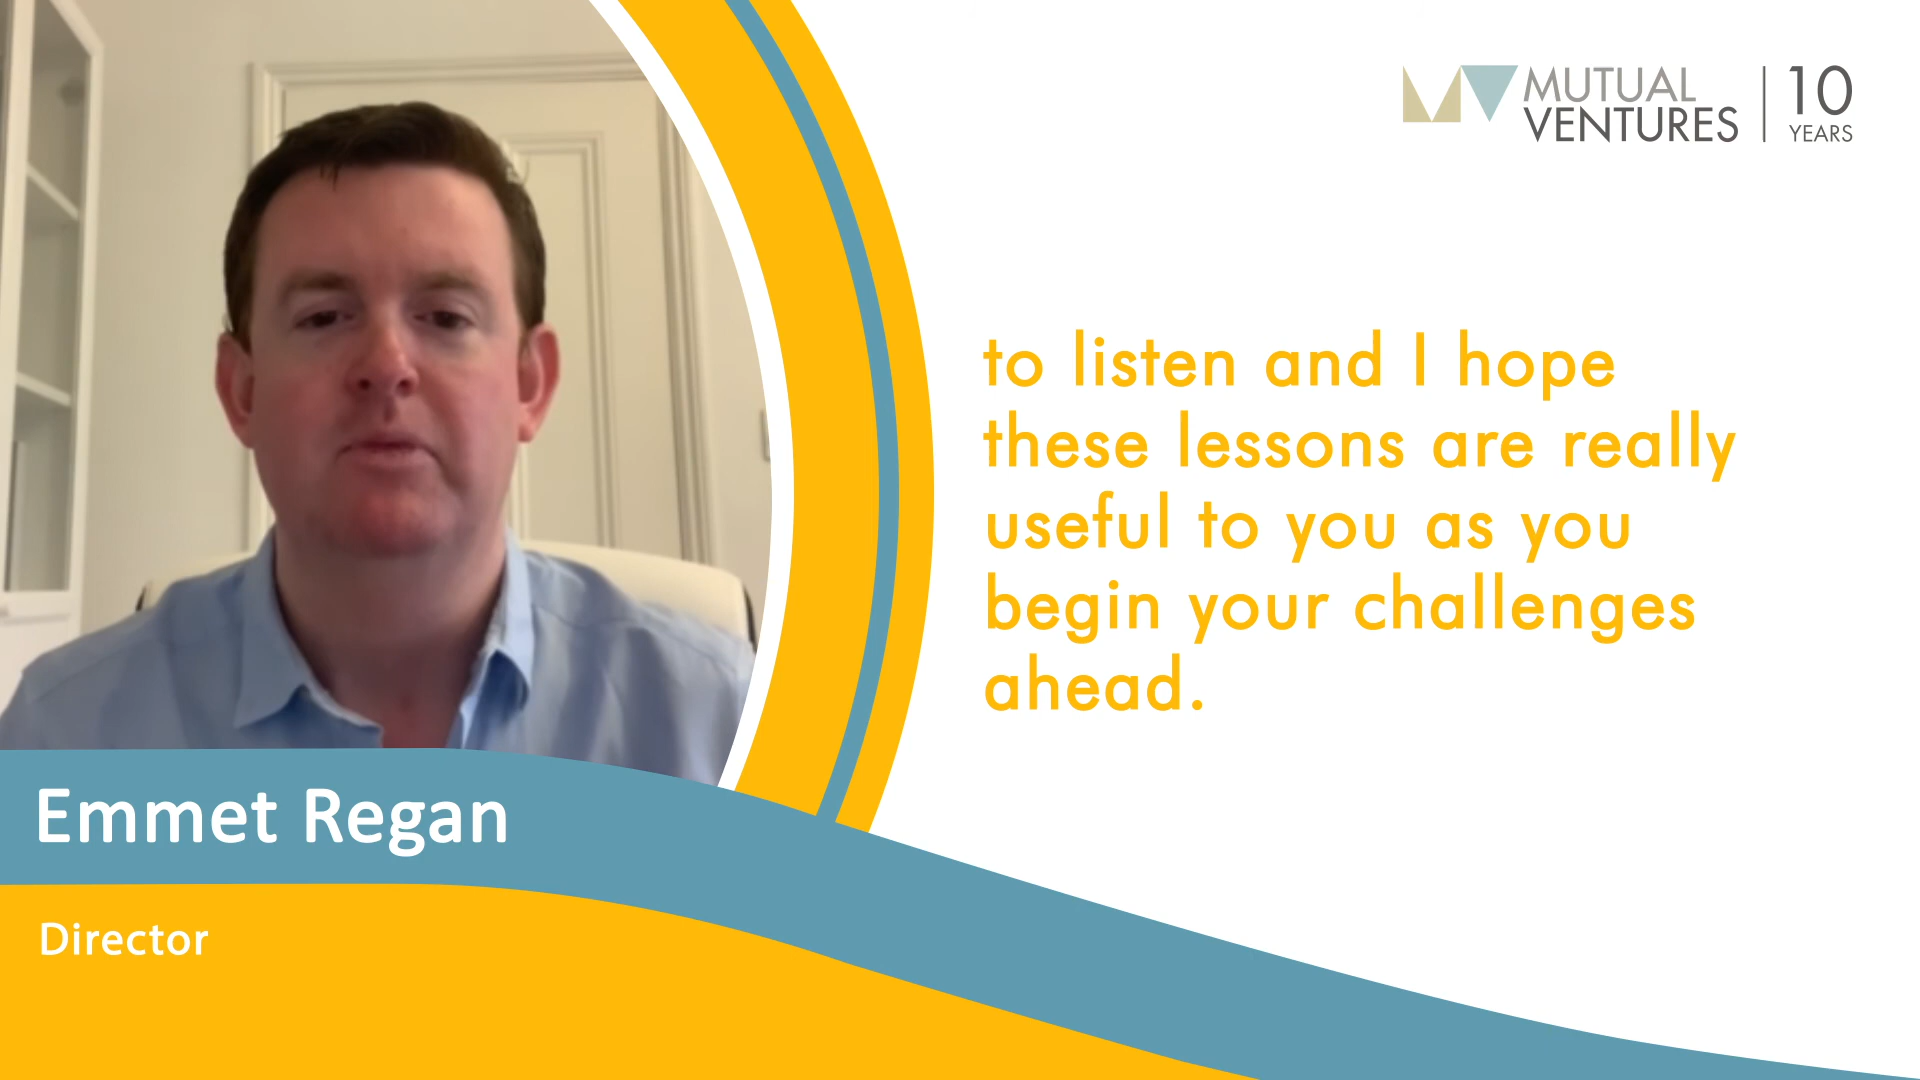 MUTUAL
VENTURES
10
YEARS
to listen and I hope
these lessons are really
useful to you as you
begin your challenges
ahead.
Emmet Regan
Director